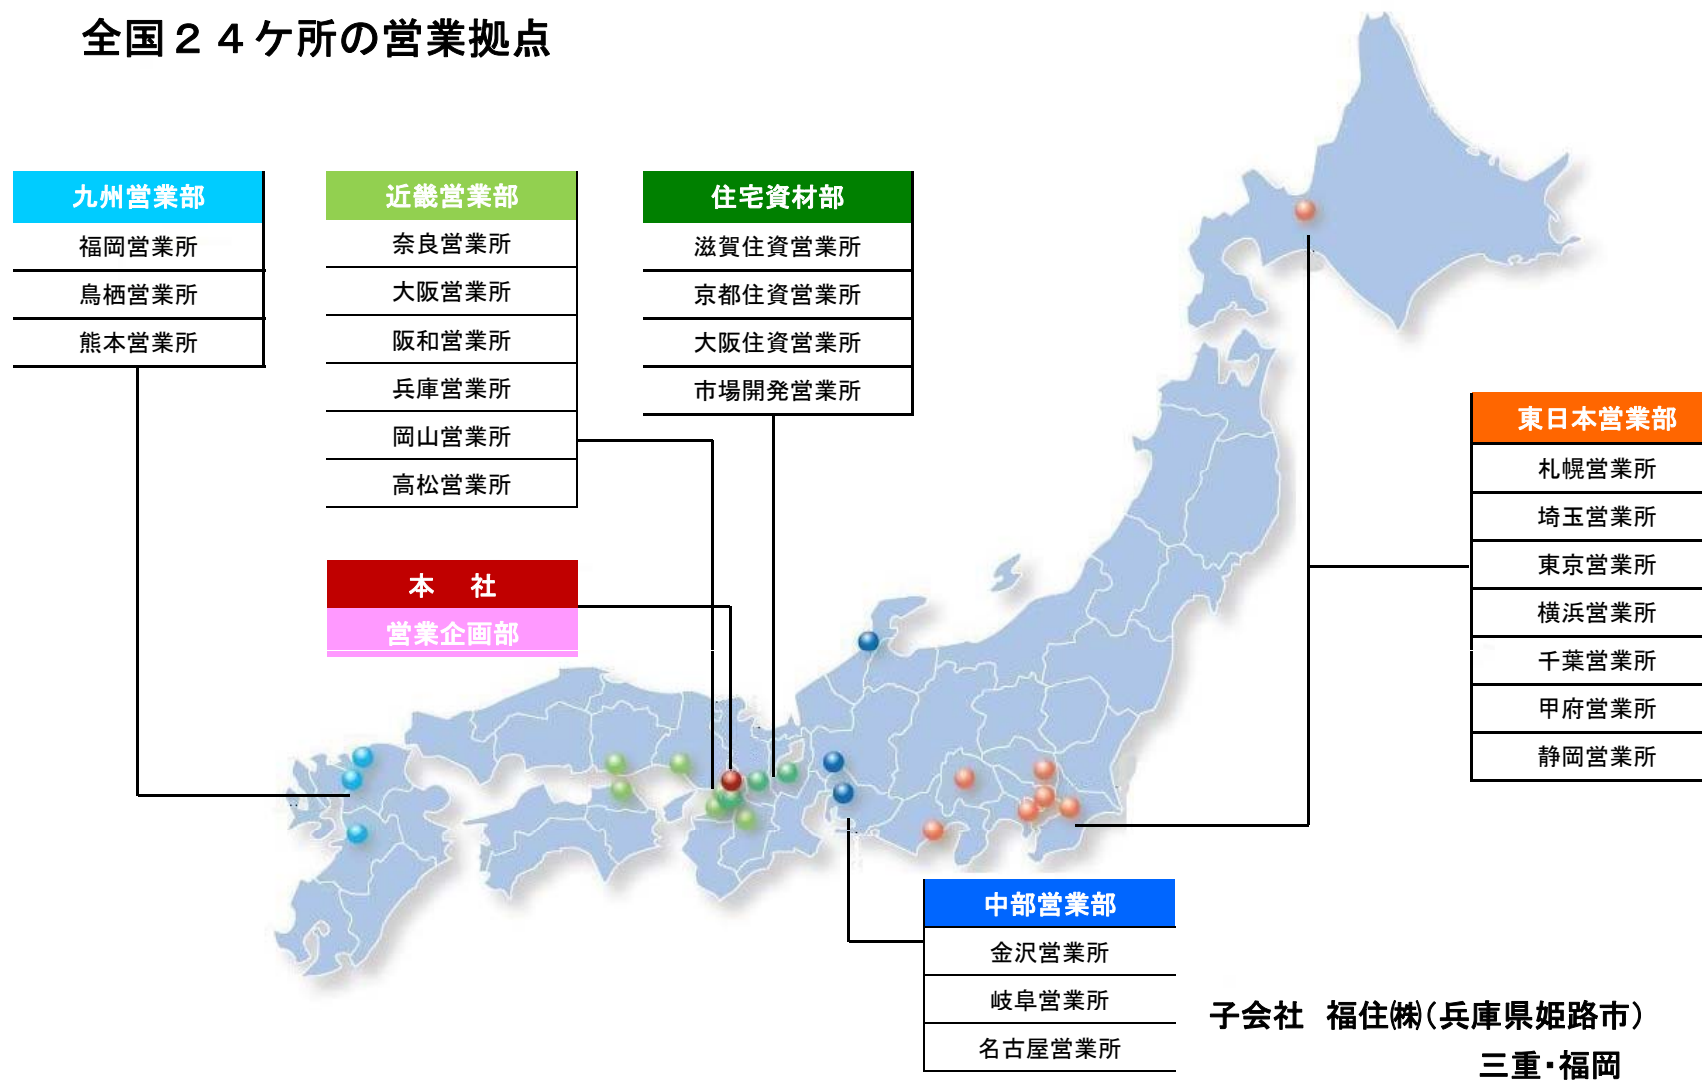 全国２４ケ所の営業拠点
九州営業部
福岡営業所
鳥栖営業所
熊本営業所
近畿営業部
奈良営業所
大阪営業所
阪和営業所
兵庫営業所
岡山営業所
高松営業所
住宅資材部
滋賀住資営業所
京都住資営業所
大阪住資営業所
市場開発営業所
本　社
営業企画部
東日本営業部
札幌営業所
埼玉営業所
東京営業所
横浜営業所
千葉営業所
甲府営業所
静岡営業所
中部営業部
金沢営業所
岐阜営業所
名古屋営業所
子会社　福住㈱（兵庫県姫路市）
三重・福岡